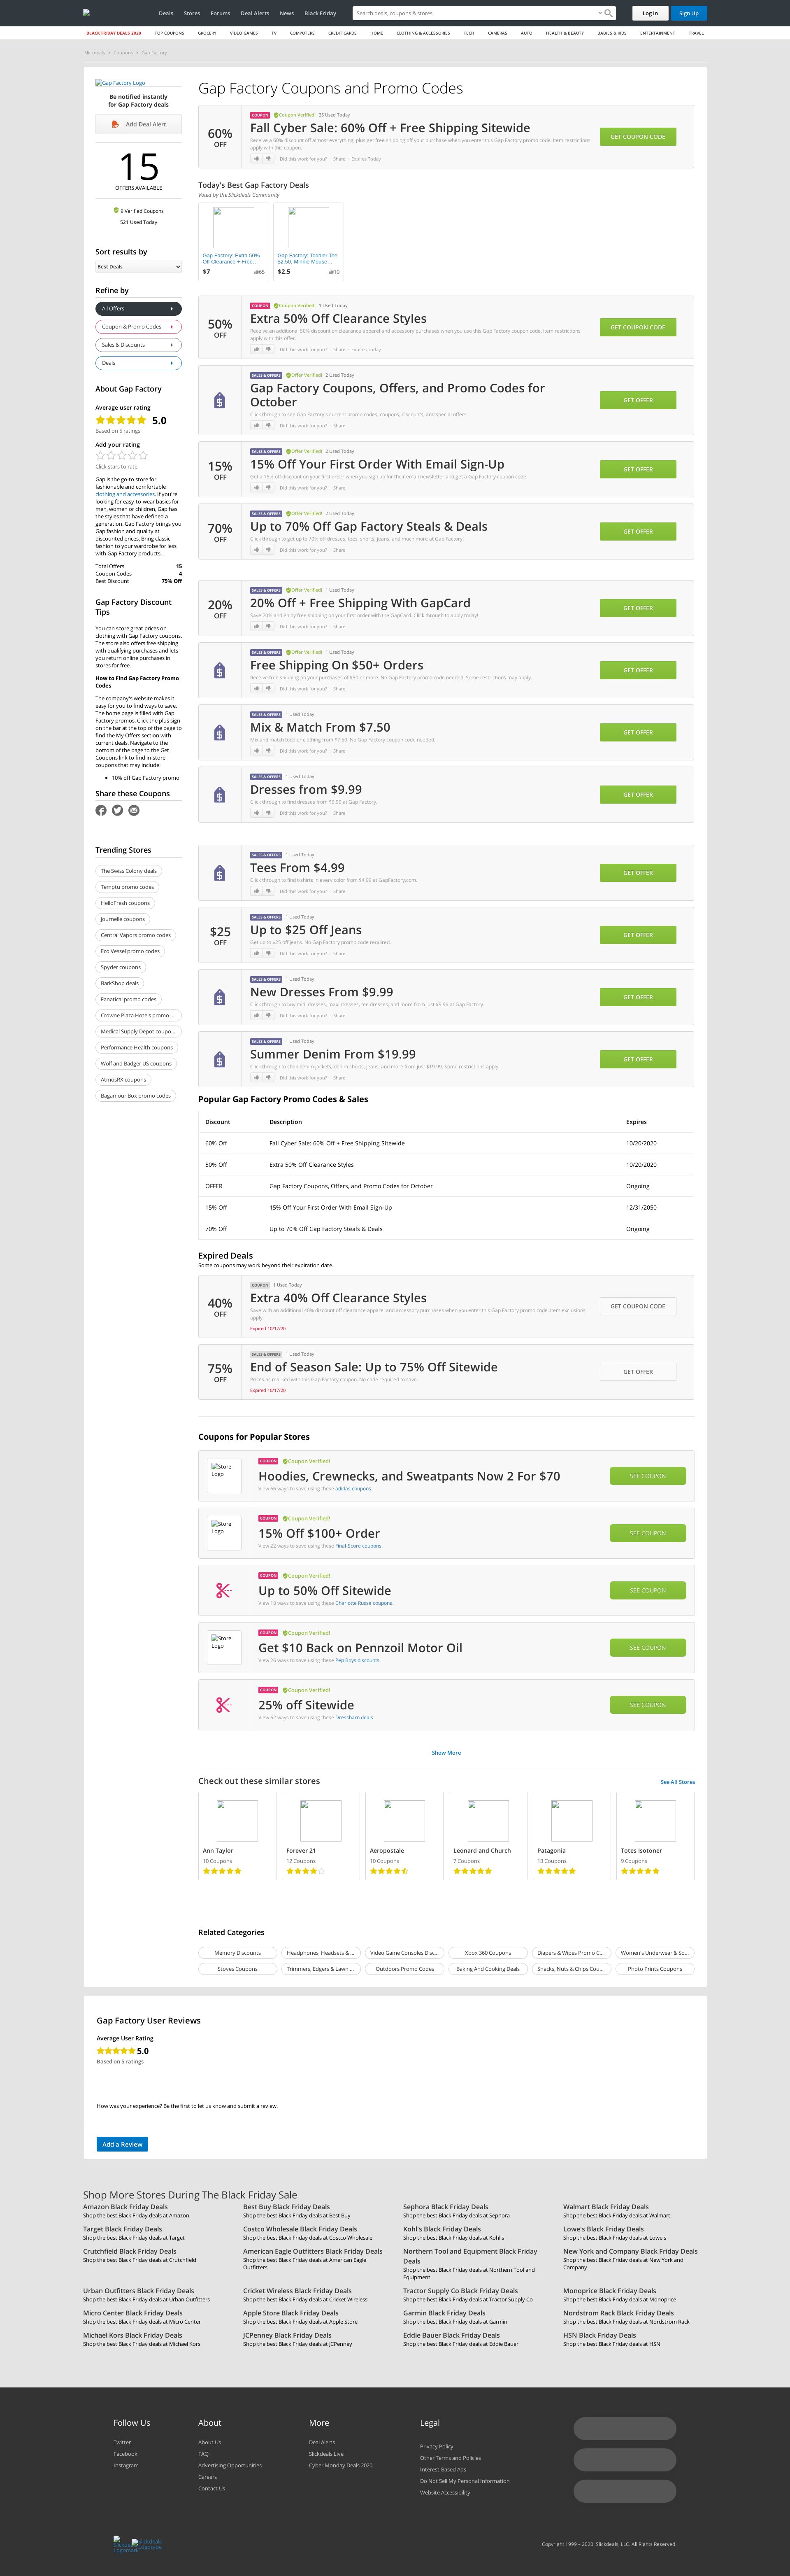 Deals
Stores
Forums
Deal Alerts
News
Black Friday
Search deals, coupons & stores
Log In
Sign Up
BLACK FRIDAY DEALS 2020
TOP COUPONS
GROCERY
VIDEO GAMES
TV
COMPUTERS
CREDIT CARDS
HOME
CLOTHING & ACCESSORIES
TECH
CAMERAS
AUTO
HEALTH & BEAUTY
BABIES & KIDS
ENTERTAINMENT
TRAVEL
Slickdeals › Coupons › Gap Factory
Gap Factory Logo
Be notified instantly
for Gap Factory deals
Add Deal Alert
15
OFFERS AVAILABLE
9 Verified Coupons
521 Used Today
Sort results by
Best Deals
Refine by
All Offers
Coupon & Promo Codes
Sales & Discounts
Deals
About Gap Factory
Average user rating
5.0
Based on 5 ratings
Add your rating
Click stars to rate
Gap is the go-to store for
fashionable and comfortable
clothing and accessories. If you're
looking for easy-to-wear basics for
men, women or children, Gap has
the styles that have defined a
generation. Gap Factory brings you
Gap fashion and quality at
discounted prices. Bring classic
fashion to your wardrobe for less
with Gap Factory products.
Total Offers 15
Coupon Codes 4
Best Discount 75% Off
Gap Factory Discount
Tips
You can score great prices on
clothing with Gap Factory coupons.
The store also offers free shipping
with qualifying purchases and lets
you return online purchases in
stores for free.
How to Find Gap Factory Promo
Codes
The company's website makes it
easy for you to find ways to save.
The home page is filled with Gap
Factory promos. Click the plus sign
on the bar at the top of the page to
find the My Offers section with
current deals. Navigate to the
bottom of the page to the Get
Coupons link to find in-store
coupons that may include:
10% off Gap Factory promo
Share these Coupons
Trending Stores
The Swiss Colony deals
Temptu promo codes
HelloFresh coupons
Journelle coupons
Central Vapors promo codes
Eco Vessel promo codes
Spyder coupons
BarkShop deals
Fanatical promo codes
Crowne Plaza Hotels promo ...
Medical Supply Depot coupo...
Performance Health coupons
Wolf and Badger US coupons
AtmosRX coupons
Bagamour Box promo codes
Gap Factory Coupons and Promo Codes
60%
OFF
COUPON Coupon Verified! 35 Used Today
Fall Cyber Sale: 60% Off + Free Shipping Sitewide
Receive a 60% discount off almost everything, plus get free shipping off your purchase when you enter this Gap Factory promo code. Item restrictions
apply with this coupon.
Did this work for you? · Share · Expires Today
GET COUPON CODE
Today's Best Gap Factory Deals
Voted by the Slickdeals Community
Gap Factory: Extra 50%
Off Clearance + Free...
$7
65
Gap Factory: Toddler Tee
$2.50, Minnie Mouse...
$2.5
10
50%
OFF
COUPON Coupon Verified! 1 Used Today
Extra 50% Off Clearance Styles
Receive an additional 50% discount on clearance apparel and accessory purchases when you use this Gap Factory coupon code. Item restrictions
apply with this offer.
Did this work for you? · Share · Expires Today
GET COUPON CODE
SALES & OFFERS Offer Verified! 2 Used Today
Gap Factory Coupons, Offers, and Promo Codes for
October
Click through to see Gap Factory's current promo codes, coupons, discounts, and special offers.
Did this work for you? · Share
GET OFFER
15%
OFF
SALES & OFFERS Offer Verified! 2 Used Today
15% Off Your First Order With Email Sign-Up
Get a 15% off discount on your first order when you sign up for their email newsletter and get a Gap Factory coupon code.
Did this work for you? · Share
GET OFFER
70%
OFF
SALES & OFFERS Offer Verified! 2 Used Today
Up to 70% Off Gap Factory Steals & Deals
Click through to get up to 70% off dresses, tees, shorts, jeans, and much more at Gap Factory!
Did this work for you? · Share
GET OFFER
20%
OFF
SALES & OFFERS Offer Verified! 1 Used Today
20% Off + Free Shipping With GapCard
Save 20% and enjoy free shipping on your first order with the GapCard. Click through to apply today!
Did this work for you? · Share
GET OFFER
SALES & OFFERS Offer Verified! 1 Used Today
Free Shipping On $50+ Orders
Receive free shipping on your purchases of $50 or more. No Gap Factory promo code needed. Some restrictions may apply.
Did this work for you? · Share
GET OFFER
SALES & OFFERS 1 Used Today
Mix & Match From $7.50
Mix and match toddler clothing from $7.50. No Gap Factory coupon code needed.
Did this work for you? · Share
GET OFFER
SALES & OFFERS 1 Used Today
Dresses from $9.99
Click through to find dresses from $9.99 at Gap Factory.
Did this work for you? · Share
GET OFFER
SALES & OFFERS 1 Used Today
Tees From $4.99
Click through to find t-shirts in every color from $4.99 at GapFactory.com.
Did this work for you? · Share
GET OFFER
$25
OFF
SALES & OFFERS 1 Used Today
Up to $25 Off Jeans
Get up to $25 off jeans. No Gap Factory promo code required.
Did this work for you? · Share
GET OFFER
SALES & OFFERS 1 Used Today
New Dresses From $9.99
Click through to buy midi dresses, maxi dresses, tee dresses, and more from just $9.99 at Gap Factory.
Did this work for you? · Share
GET OFFER
SALES & OFFERS 1 Used Today
Summer Denim From $19.99
Click through to shop denim jackets, denim shorts, jeans, and more from just $19.99. Some restrictions apply.
Did this work for you? · Share
GET OFFER
Popular Gap Factory Promo Codes & Sales
Discount Description Expires
60% Off Fall Cyber Sale: 60% Off + Free Shipping Sitewide 10/20/2020
50% Off Extra 50% Off Clearance Styles 10/20/2020
OFFER Gap Factory Coupons, Offers, and Promo Codes for October Ongoing
15% Off 15% Off Your First Order With Email Sign-Up 12/31/2050
70% Off Up to 70% Off Gap Factory Steals & Deals Ongoing
Expired Deals
Some coupons may work beyond their expiration date.
40%
OFF
COUPON 1 Used Today
Extra 40% Off Clearance Styles
Save with an additional 40% discount off clearance apparel and accessory purchases when you enter this Gap Factory promo code. Item exclusions
apply.
Expired 10/17/20
GET COUPON CODE
75%
OFF
SALES & OFFERS 1 Used Today
End of Season Sale: Up to 75% Off Sitewide
Prices as marked with this Gap Factory coupon. No code required to save.
Expired 10/17/20
GET OFFER
Coupons for Popular Stores
Store
Logo
COUPON Coupon Verified!
Hoodies, Crewnecks, and Sweatpants Now 2 For $70
View 66 ways to save using these adidas coupons.
SEE COUPON
Store
Logo
COUPON Coupon Verified!
15% Off $100+ Order
View 22 ways to save using these Final-Score coupons.
SEE COUPON
COUPON Coupon Verified!
Up to 50% Off Sitewide
View 18 ways to save using these Charlotte Russe coupons.
SEE COUPON
Store
Logo
COUPON Coupon Verified!
Get $10 Back on Pennzoil Motor Oil
View 26 ways to save using these Pep Boys discounts.
SEE COUPON
COUPON Coupon Verified!
25% off Sitewide
View 62 ways to save using these Dressbarn deals.
SEE COUPON
Show More
Check out these similar stores
See All Stores
Ann Taylor
10 Coupons
Forever 21
12 Coupons
Aeropostale
10 Coupons
Leonard and Church
7 Coupons
Patagonia
13 Coupons
Totes Isotoner
9 Coupons
Related Categories
Memory Discounts
Headphones, Headsets & ...
Video Game Consoles Disc...
Xbox 360 Coupons
Diapers & Wipes Promo C...
Women's Underwear & So...
Stoves Coupons
Trimmers, Edgers & Lawn ...
Outdoors Promo Codes
Baking And Cooking Deals
Snacks, Nuts & Chips Cou...
Photo Prints Coupons
Gap Factory User Reviews
Average User Rating
5.0
Based on 5 ratings
How was your experience? Be the first to let us know and submit a review.
Add a Review
Shop More Stores During The Black Friday Sale
Amazon Black Friday Deals
Shop the best Black Friday deals at Amazon
Best Buy Black Friday Deals
Shop the best Black Friday deals at Best Buy
Sephora Black Friday Deals
Shop the best Black Friday deals at Sephora
Walmart Black Friday Deals
Shop the best Black Friday deals at Walmart
Target Black Friday Deals
Shop the best Black Friday deals at Target
Costco Wholesale Black Friday Deals
Shop the best Black Friday deals at Costco Wholesale
Kohl's Black Friday Deals
Shop the best Black Friday deals at Kohl's
Lowe's Black Friday Deals
Shop the best Black Friday deals at Lowe's
Crutchfield Black Friday Deals
Shop the best Black Friday deals at Crutchfield
American Eagle Outfitters Black Friday Deals
Shop the best Black Friday deals at American Eagle
Outfitters
Northern Tool and Equipment Black Friday
Deals
Shop the best Black Friday deals at Northern Tool and
Equipment
New York and Company Black Friday Deals
Shop the best Black Friday deals at New York and
Company
Urban Outfitters Black Friday Deals
Shop the best Black Friday deals at Urban Outfitters
Cricket Wireless Black Friday Deals
Shop the best Black Friday deals at Cricket Wireless
Tractor Supply Co Black Friday Deals
Shop the best Black Friday deals at Tractor Supply Co
Monoprice Black Friday Deals
Shop the best Black Friday deals at Monoprice
Micro Center Black Friday Deals
Shop the best Black Friday deals at Micro Center
Apple Store Black Friday Deals
Shop the best Black Friday deals at Apple Store
Garmin Black Friday Deals
Shop the best Black Friday deals at Garmin
Nordstrom Rack Black Friday Deals
Shop the best Black Friday deals at Nordstrom Rack
Michael Kors Black Friday Deals
Shop the best Black Friday deals at Michael Kors
JCPenney Black Friday Deals
Shop the best Black Friday deals at JCPenney
Eddie Bauer Black Friday Deals
Shop the best Black Friday deals at Eddie Bauer
HSN Black Friday Deals
Shop the best Black Friday deals at HSN
Follow Us
Twitter
Facebook
Instagram
About
About Us
FAQ
Advertising Opportunities
Careers
Contact Us
More
Deal Alerts
Slickdeals Live
Cyber Monday Deals 2020
Legal
Privacy Policy
Other Terms and Policies
Interest-Based Ads
Do Not Sell My Personal Information
Website Accessibility
Slickdeals
Logotype
Copyright 1999 – 2020. Slickdeals, LLC. All Rights Reserved.